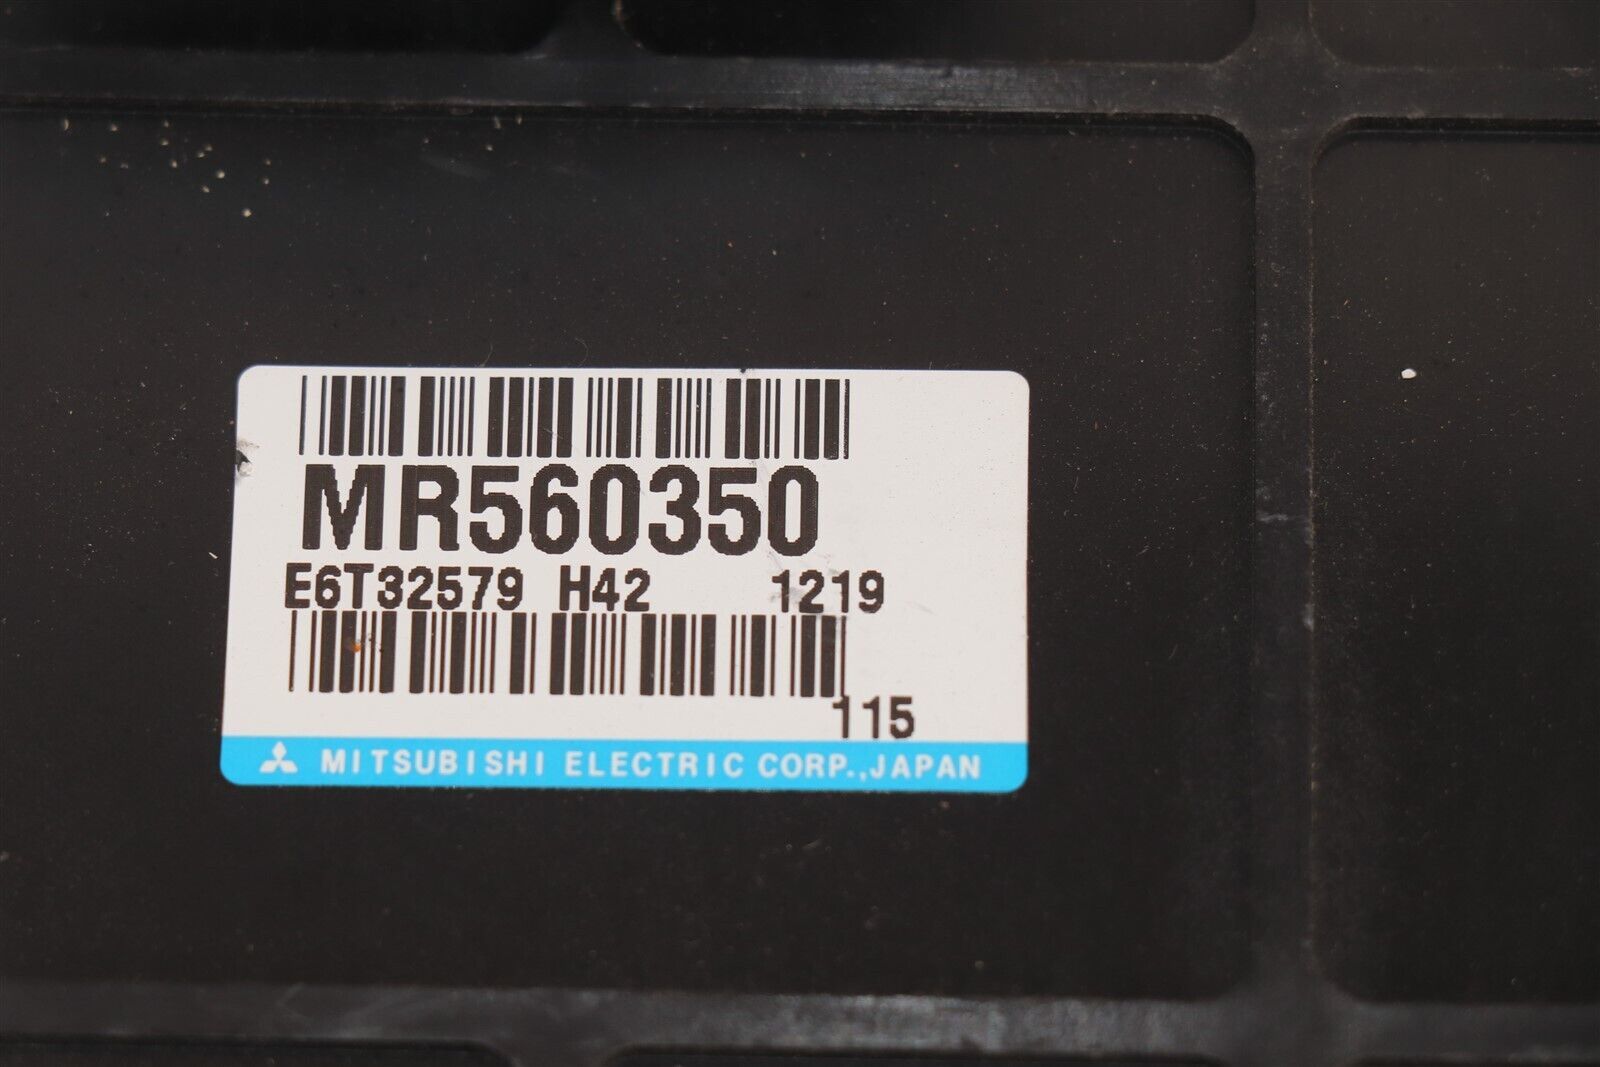 MR560350
E6T32579 H42 1219
115
MITSUBISHI ELECTRIC CORP.,JAPAN